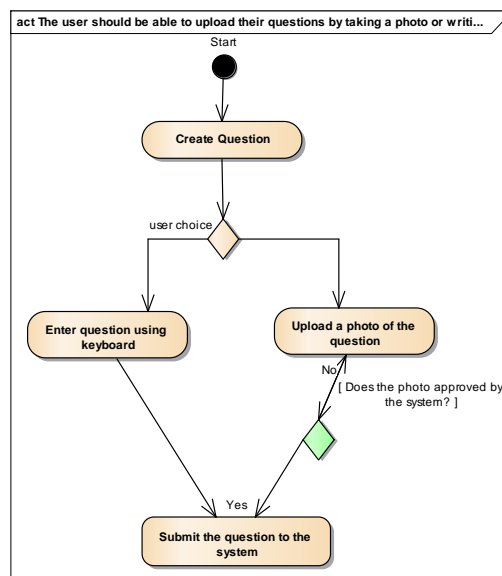 act The user should be able to upload their questions by taking a photo or writi...
Start
Create Question
user choice
Enter question using
keyboard
Upload a photo of the
question
No
[ Does the photo approved by
the system? ]
Yes
Submit the question to the
system